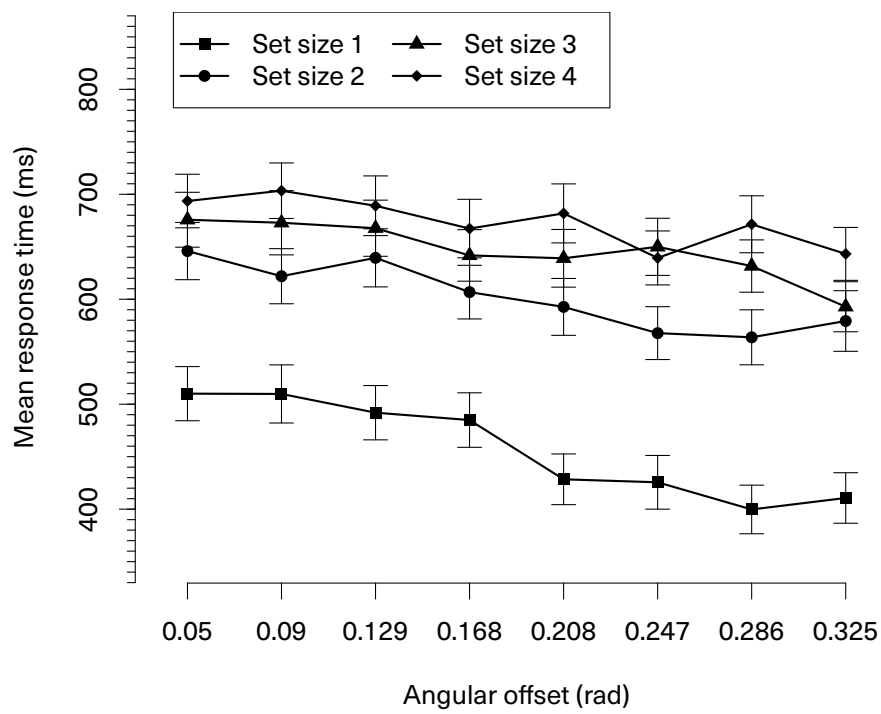 Set size 1 Set size 3
Set size 2 Set size 4
Mean response time (ms)
800
700
600
500
400
0.05 0.09 0.129 0.168 0.208 0.247 0.286 0.325
Angular offset (rad)